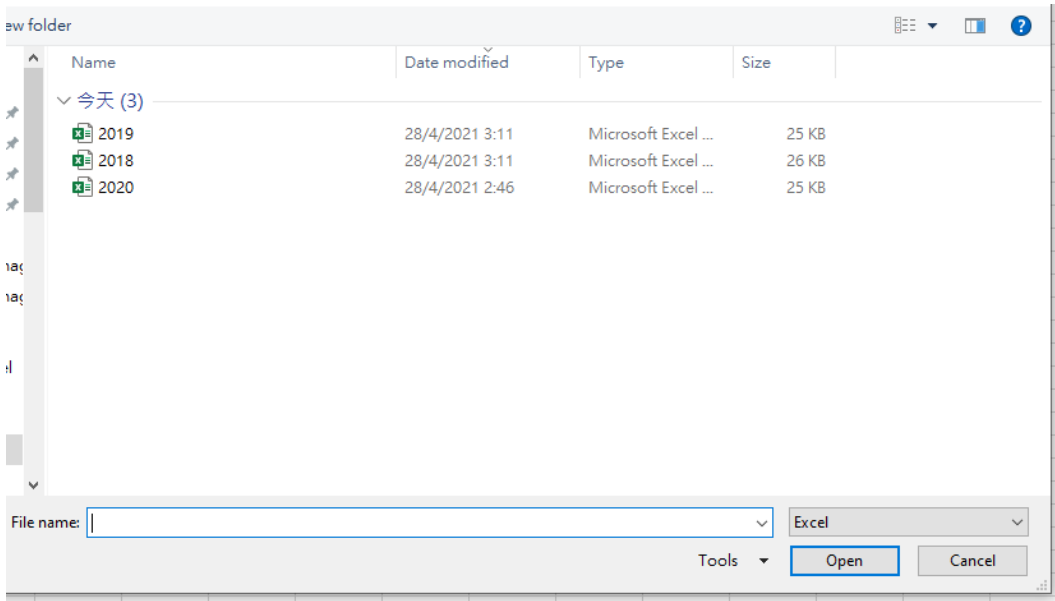 ew folder
Name Date modified Type Size
今天 (3)
2019 28/4/2021 3:11 Microsoft Excel ... 25 KB
2018 28/4/2021 3:11 Microsoft Excel ... 26 KB
2020 28/4/2021 2:46 Microsoft Excel ... 25 KB
File name: Excel
Tools Open Cancel